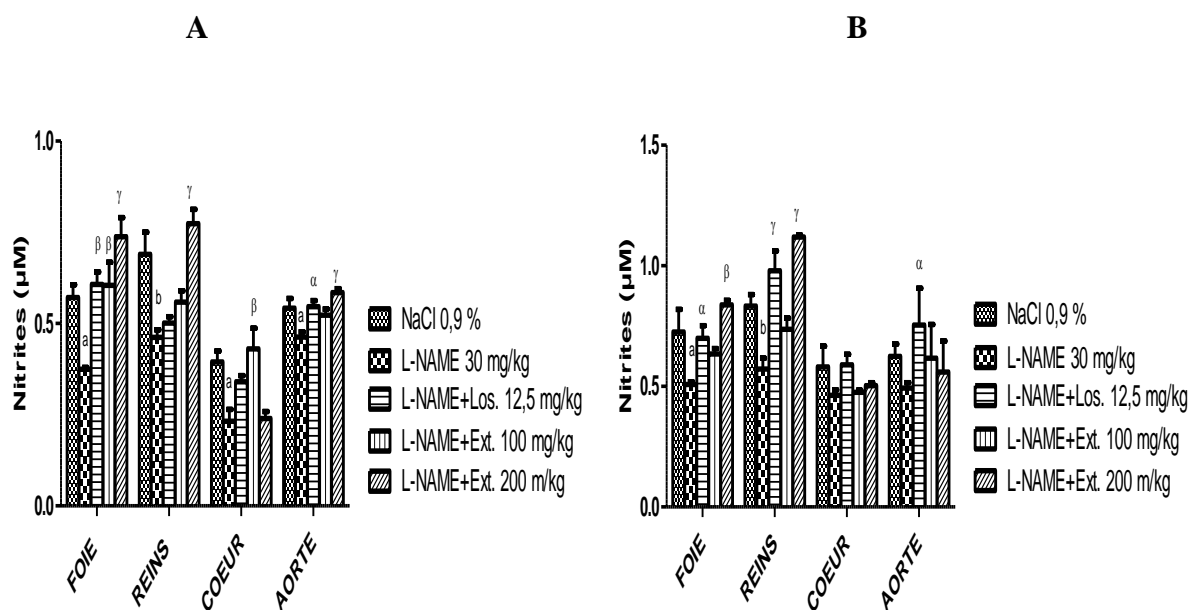 A
Nitrites (µM)
1.0
0.5
0.0
a
β
β
γ
b
γ
a
β
a
α
γ
FOIE
REINS
COEUR
AORTE
NaCl 0,9 %
L-NAME 30 mg/kg
L-NAME+Los. 12,5 mg/kg
L-NAME+Ext. 100 mg/kg
L-NAME+Ext. 200 m/kg
B
Nitrites (µM)
1.5
1.0
0.5
0.0
a
α
β
b
γ
γ
α
FOIE
REINS
COEUR
AORTE
NaCl 0,9 %
L-NAME 30 mg/kg
L-NAME+Los. 12,5 mg/kg
L-NAME+Ext. 100 mg/kg
L-NAME+Ext. 200 m/kg